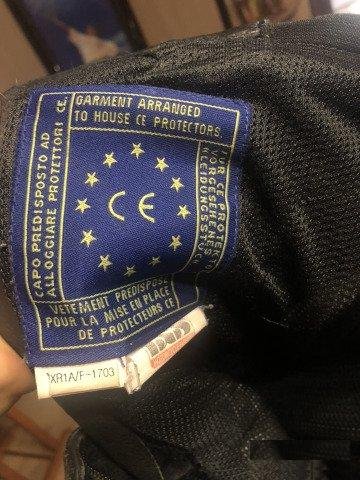 GARMENT ARRANGED
TO HOUSE CE PROTECTORS.
CAPO PREDISPOSTO AD
ALLOGGIARE PROTETTORI CE.
CE
VETEMENT PREDISPOSE
POUR LA MISE EN PLACE
DE PROTECTEURS CE
XR1A/F-1703